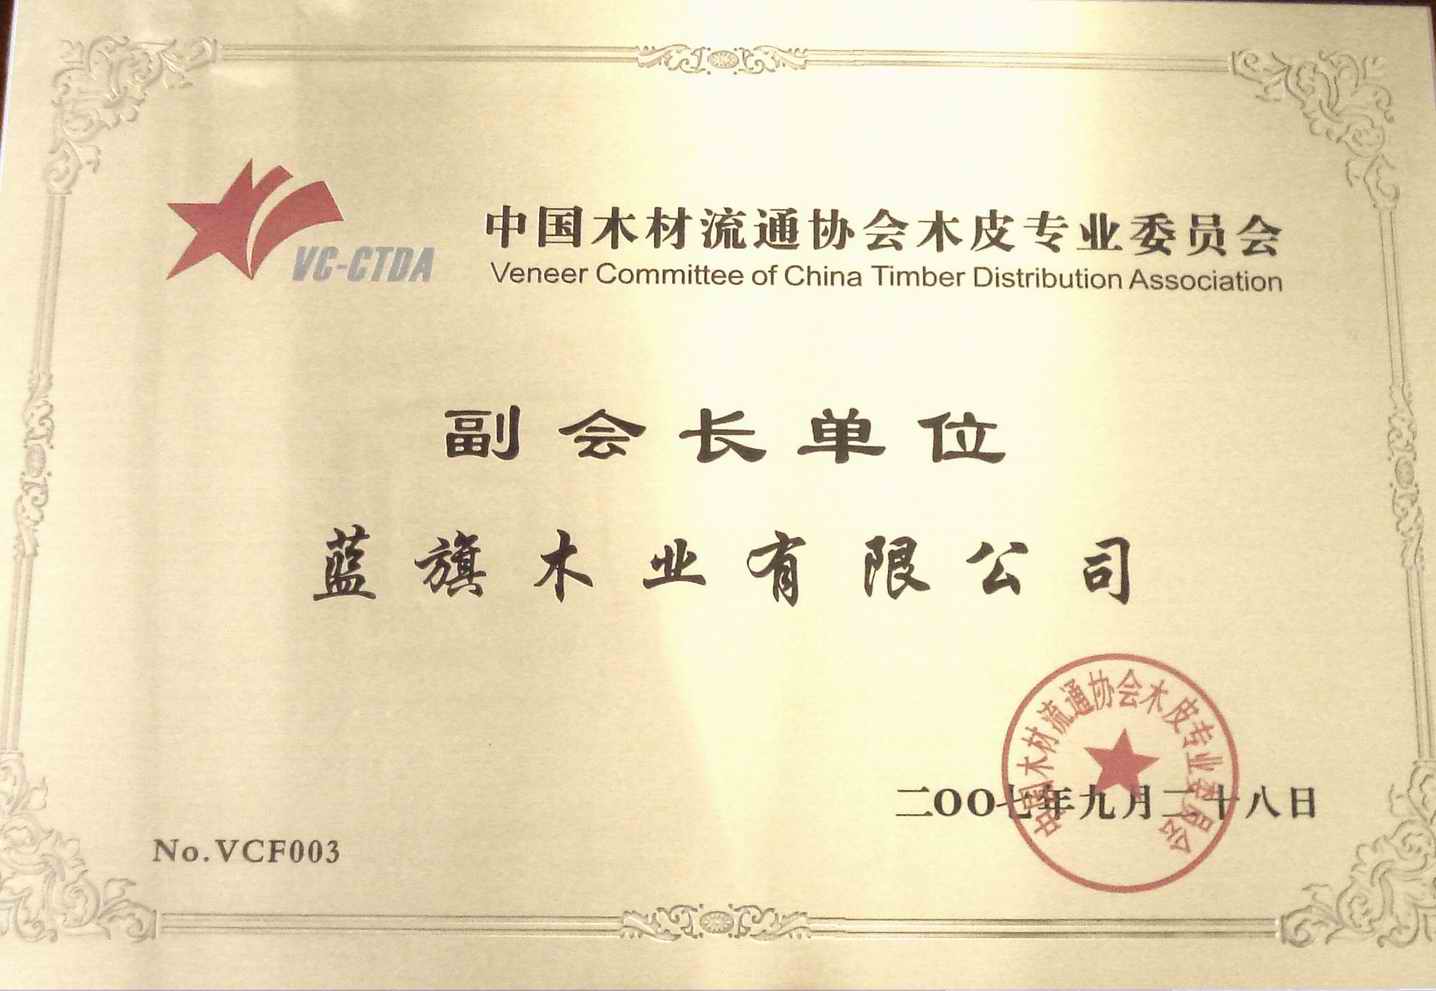 VC-CTDA
中国木材流通协会木皮专业委员会
Veneer Committee of China Timber Distribution Association
副会长单位
蓝旗木业有限公司
中国木材流通协会木皮专业委员会
二〇〇七年九月二十八日
No.VCF003